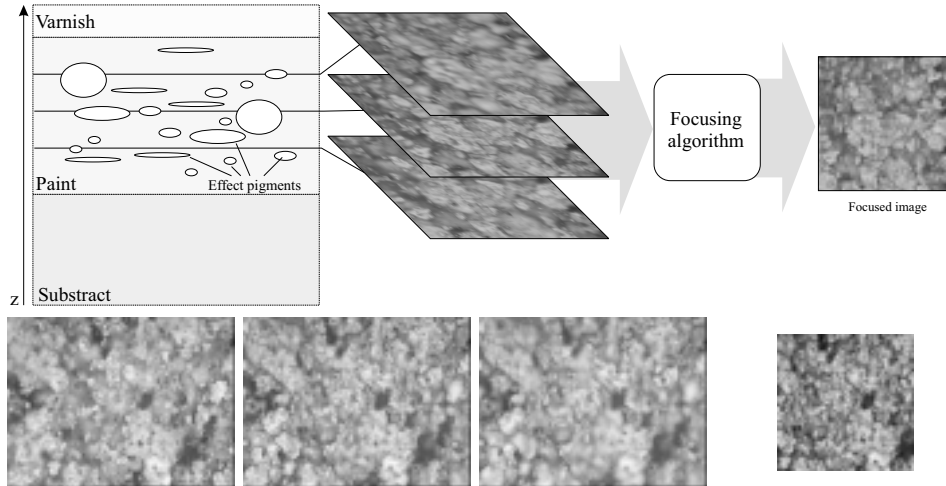 Varnish
Paint
Effect pigments
Substract
z
Focusing
algorithm
Focused image